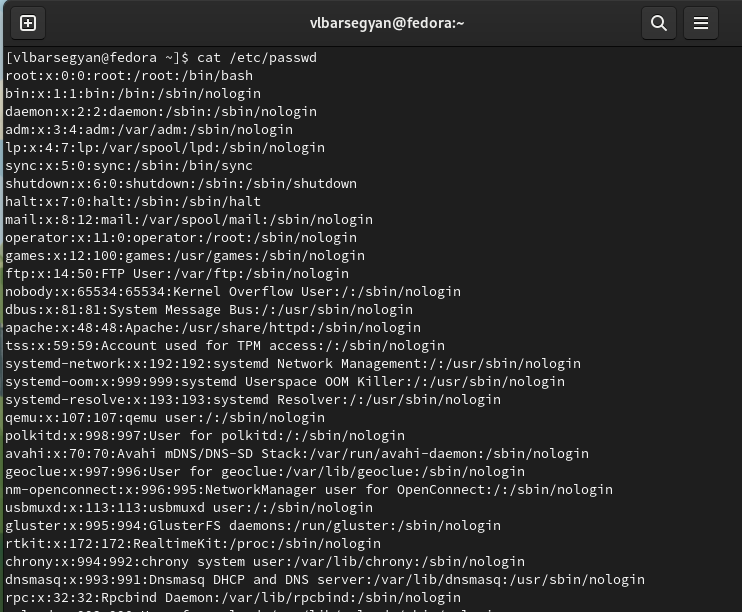 vlbarsegyan@fedora:~
[vlbarsegyan@fedora ~]$ cat /etc/passwd
root:x:0:0:root:/root:/bin/bash
bin:x:1:1:bin:/bin:/sbin/nologin
daemon:x:2:2:daemon:/sbin:/sbin/nologin
adm:x:3:4:adm:/var/adm:/sbin/nologin
lp:x:4:7:lp:/var/spool/lpd:/sbin/nologin
sync:x:5:0:sync:/sbin:/bin/sync
shutdown:x:6:0:shutdown:/sbin:/sbin/shutdown
halt:x:7:0:halt:/sbin:/sbin/halt
mail:x:8:12:mail:/var/spool/mail:/sbin/nologin
operator:x:11:0:operator:/root:/sbin/nologin
games:x:12:100:games:/usr/games:/sbin/nologin
ftp:x:14:50:FTP User:/var/ftp:/sbin/nologin
nobody:x:65534:65534:Kernel Overflow User:/:/sbin/nologin
dbus:x:81:81:System Message Bus:/:/usr/sbin/nologin
apache:x:48:48:Apache:/usr/share/httpd:/sbin/nologin
tss:x:59:59:Account used for TPM access:/:/sbin/nologin
systemd-network:x:192:192:systemd Network Management:/:/usr/sbin/nologin
systemd-oom:x:999:999:systemd Userspace OOM Killer:/:/usr/sbin/nologin
systemd-resolve:x:193:193:systemd Resolver:/:/usr/sbin/nologin
qemu:x:107:107:qemu user:/:/sbin/nologin
polkitd:x:998:997:User for polkitd:/:/sbin/nologin
avahi:x:70:70:Avahi mDNS/DNS-SD Stack:/var/run/avahi-daemon:/sbin/nologin
geoclue:x:997:996:User for geoclue:/var/lib/geoclue:/sbin/nologin
nm-openconnect:x:996:995:NetworkManager user for OpenConnect:/:/sbin/nologin
usbmuxd:x:113:113:usbmuxd user:/:/sbin/nologin
gluster:x:995:994:GlusterFS daemons:/run/gluster:/sbin/nologin
rtkit:x:172:172:RealtimeKit:/proc:/sbin/nologin
chrony:x:994:992:chrony system user:/var/lib/chrony:/sbin/nologin
dnsmasq:x:993:991:Dnsmasq DHCP and DNS server:/var/lib/dnsmasq:/usr/sbin/nologin
rpc:x:32:32:Rpcbind Daemon:/var/lib/rpcbind:/sbin/nologin